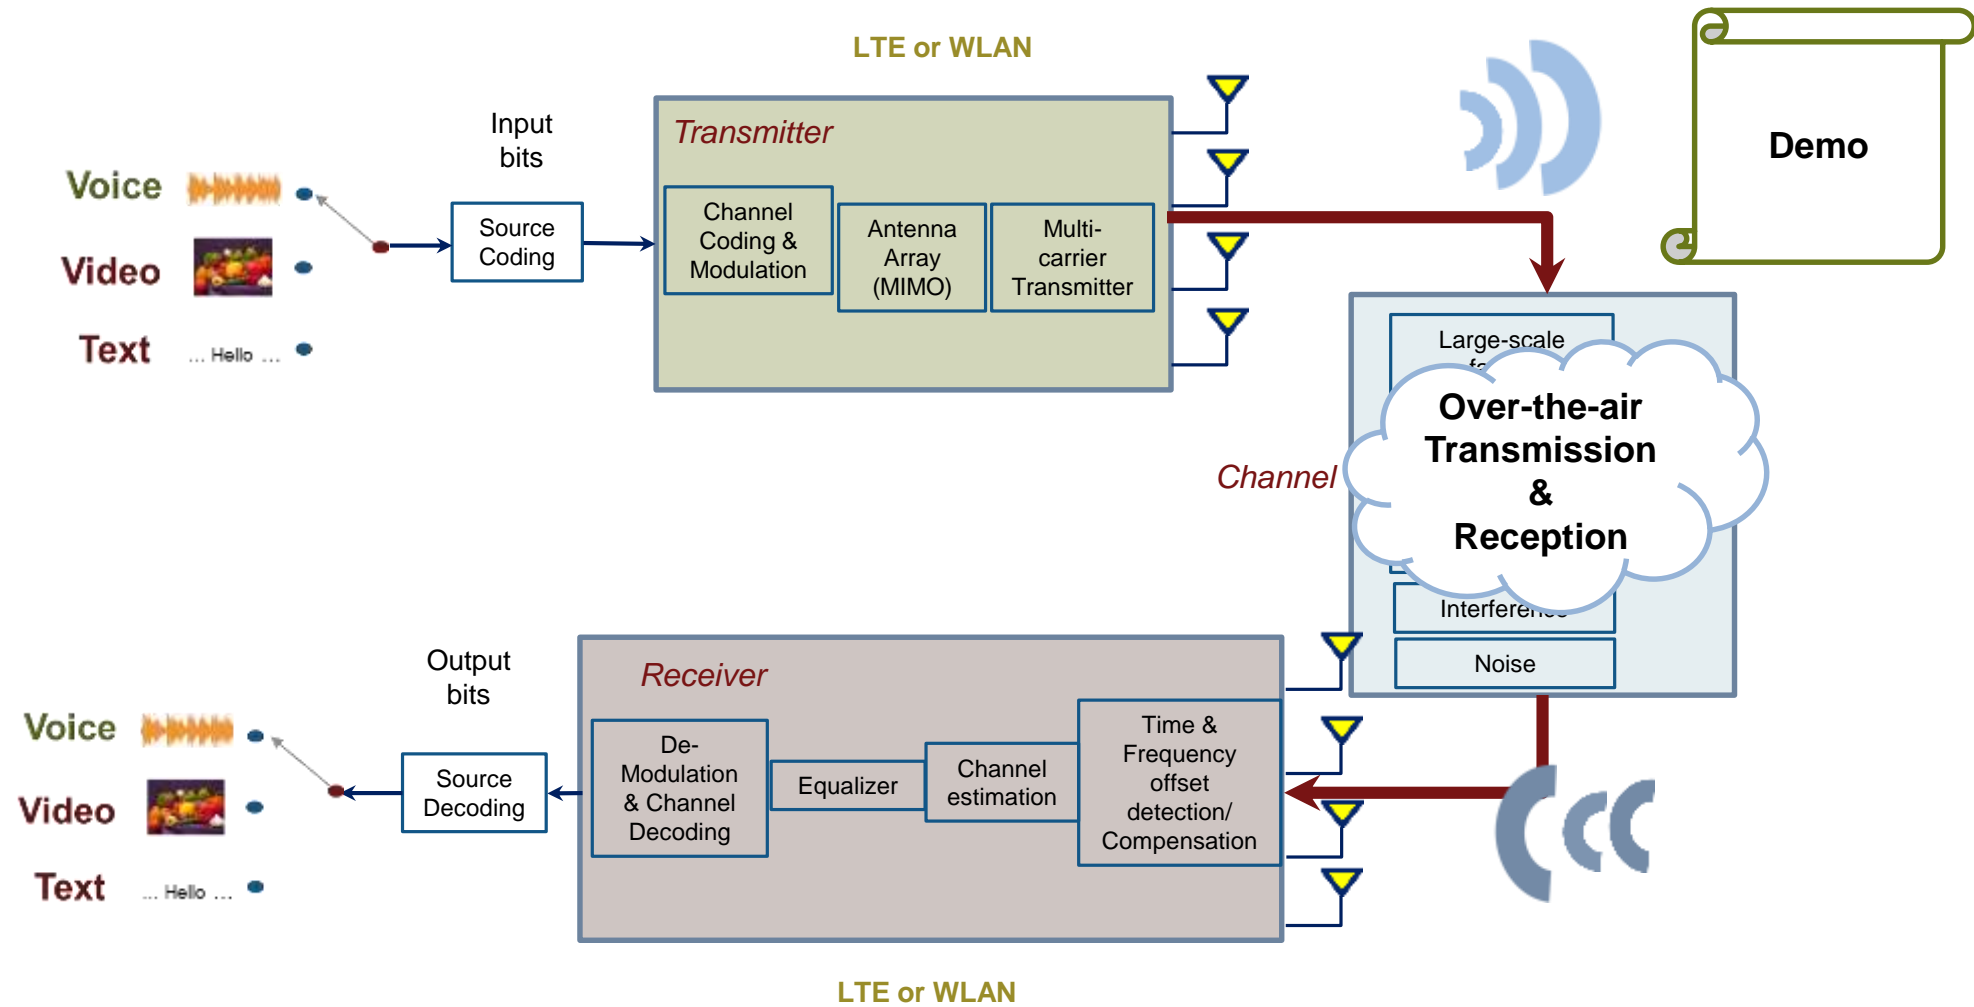 LTE or WLAN
Demo
Input
bits
Transmitter
Voice
Video
Text
... Hello ...
Source
Coding
Channel
Coding &
Modulation
Antenna
Array
(MIMO)
Multi-
carrier
Transmitter
Large-scale
Over-the-air
Transmission
&
Reception
Channel
Interference
Noise
Output
bits
Receiver
Voice
Video
Text
... Hello ...
Source
Decoding
De-
Modulation
& Channel
Decoding
Equalizer
Channel
estimation
Time &
Frequency
offset
detection/
Compensation
LTE or WLAN